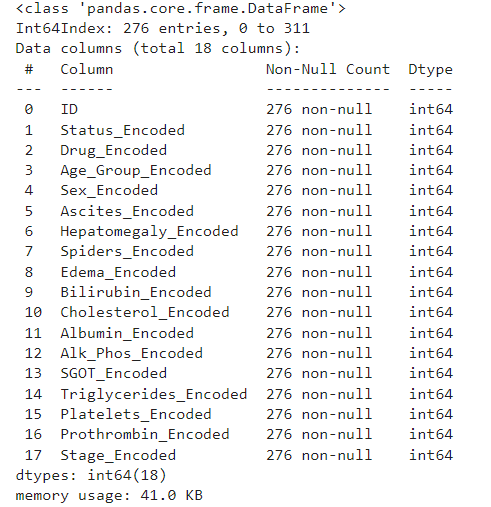 <class 'pandas.core.frame.DataFrame'>
Int64Index: 276 entries, 0 to 311
Data columns (total 18 columns):
 #   Column                 Non-Null Count  Dtype
---  ------                 --------------  -----
 0   ID                     276 non-null    int64
 1   Status_Encoded         276 non-null    int64
 2   Drug_Encoded           276 non-null    int64
 3   Age_Group_Encoded      276 non-null    int64
 4   Sex_Encoded            276 non-null    int64
 5   Ascites_Encoded        276 non-null    int64
 6   Hepatomegaly_Encoded   276 non-null    int64
 7   Spiders_Encoded        276 non-null    int64
 8   Edema_Encoded          276 non-null    int64
 9   Bilirubin_Encoded      276 non-null    int64
 10  Cholesterol_Encoded    276 non-null    int64
 11  Albumin_Encoded        276 non-null    int64
 12  Alk_Phos_Encoded       276 non-null    int64
 13  SGOT_Encoded           276 non-null    int64
 14  Triglycerides_Encoded  276 non-null    int64
 15  Platelets_Encoded      276 non-null    int64
 16  Prothrombin_Encoded    276 non-null    int64
 17  Stage_Encoded          276 non-null    int64
dtypes: int64(18)
memory usage: 41.0 KB